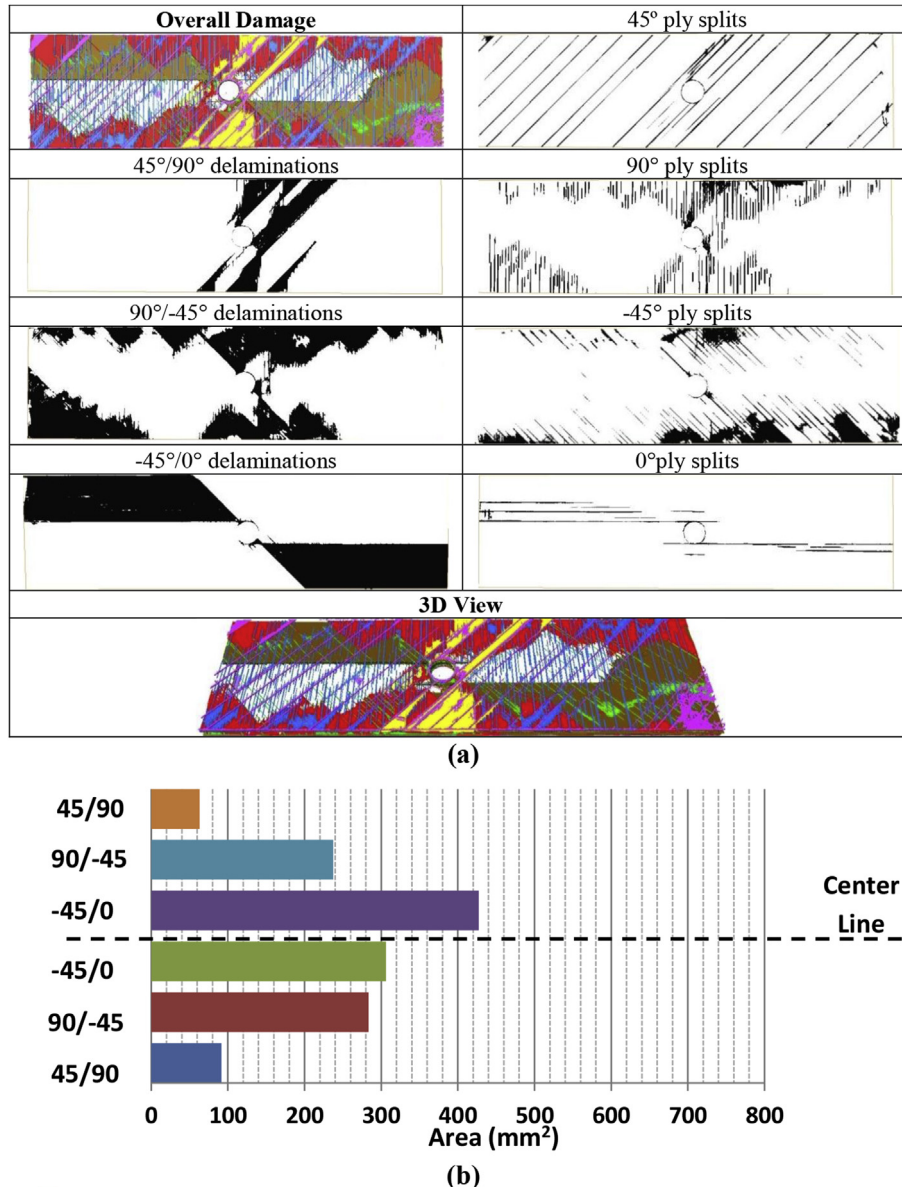 Overall Damage
45º ply splits
45°/90° delaminations
90° ply splits
90°/-45° delaminations
-45° ply splits
-45°/0° delaminations
0°ply splits
3D View
(a)
45/90
90/-45
-45/0
Center
Line
-45/0
90/-45
45/90
0 100 200 300 400 500 600 700 800
Area (mm²)
(b)